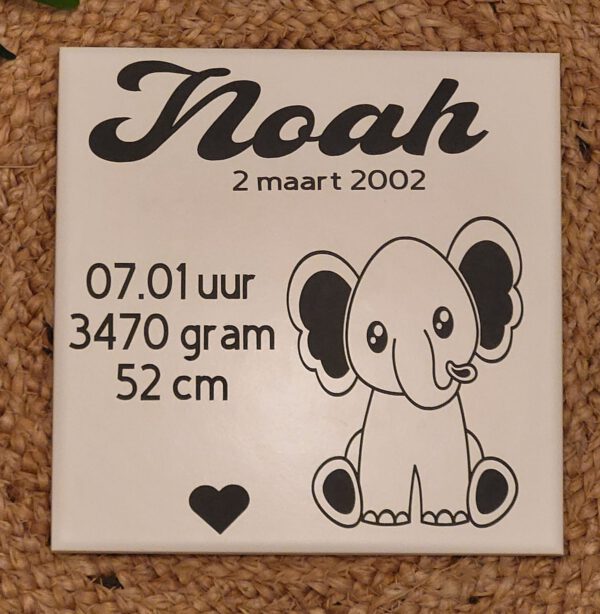 Noah
2 maart 2002
07.01 uur
3470 gram
52 cm